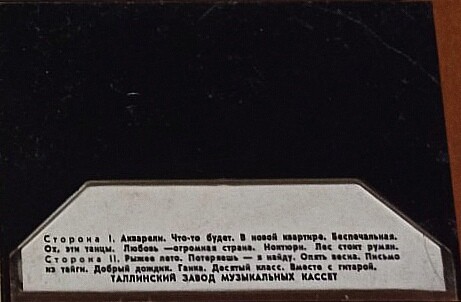 Сторона I. Акварели. Что-то будет. В новой квартире. Беспечальная.
Ох, эти танцы. Любовь —огромная страна. Ноктюрн. Лес стоит румян.
Сторона II. Рыжее лето. Потеряешь — я найду. Опять весна. Письмо
из тайги. Добрый дождик. Ганка. Десятый класс. Вместе с гитарой.
ТАЛЛИНСКИЙ ЗАВОД МУЗЫКАЛЬНЫХ КАССЕТ